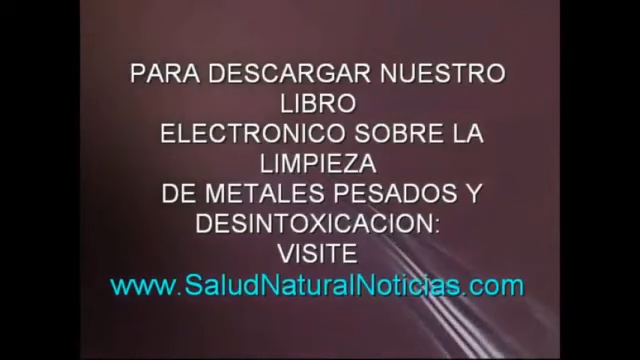 PARA DESCARGAR NUESTRO
LIBRO
ELECTRONICO SOBRE LA
LIMPIEZA
DE METALES PESADOS Y
DESINTOXICACION:
VISITE
www.SaludNaturalNoticias.com